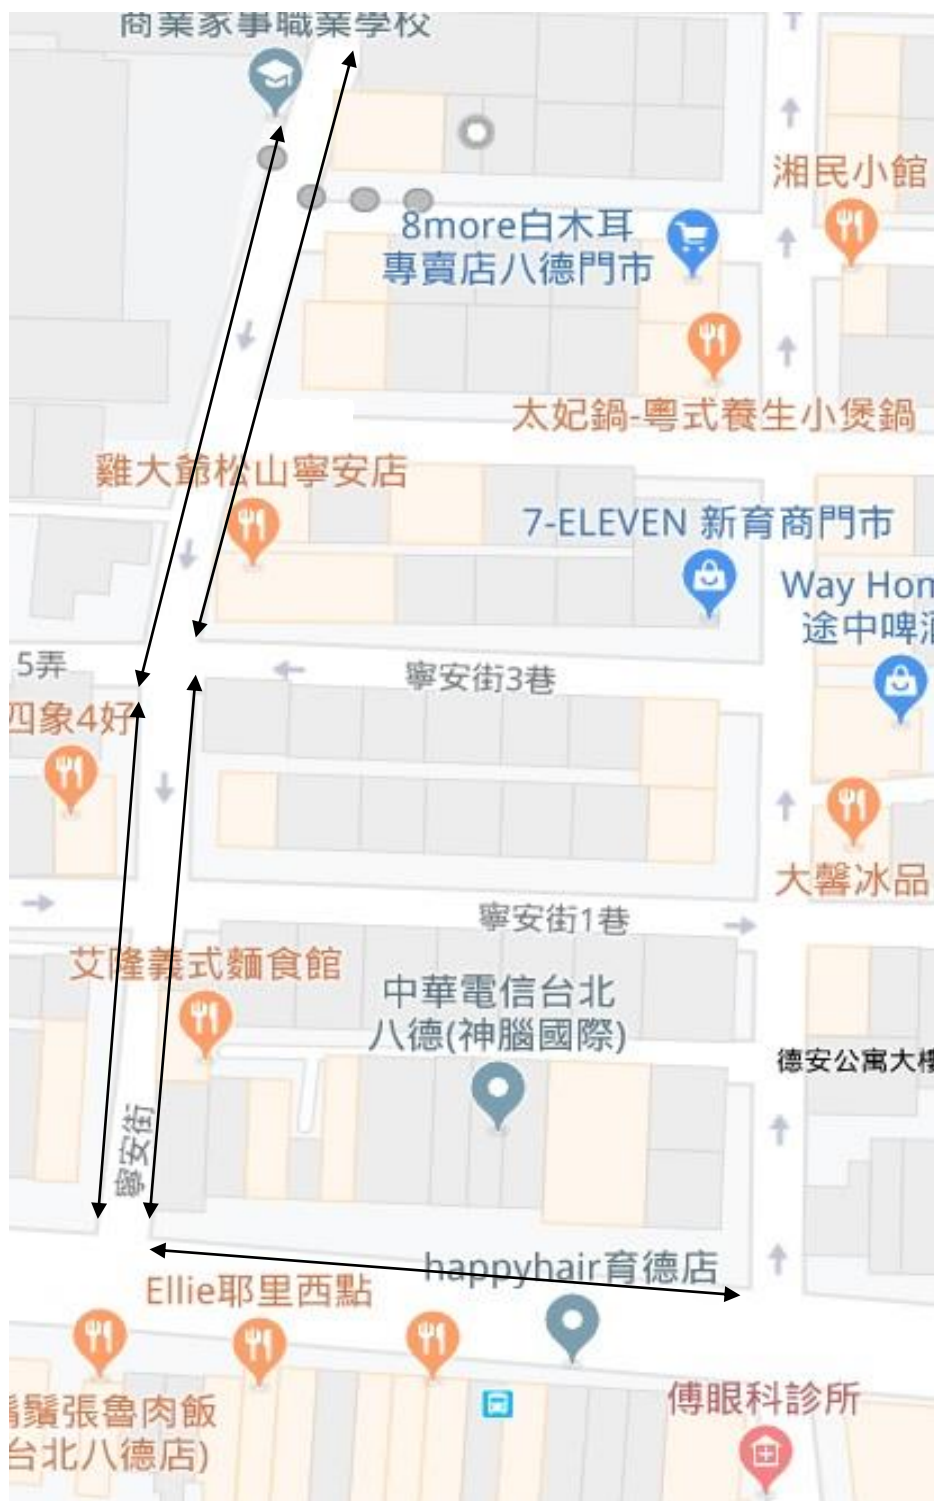 商業家事職業學校
湘民小館
8more白木耳
專賣店八德門市
太妃鍋-粵式養生小煲鍋
雞大爺松山寧安店
7-ELEVEN 新育商門市
Way Hom
途中啤酒
5弄
寧安街3巷
四象4好
大馨冰品
寧安街1巷
艾隆義式麵食館
中華電信台北
八德(神腦國際)
德安公寓大樓
寧安街
happyhair育德店
Ellie耶里西點
鬍鬚張魯肉飯
台北八德店)
傅眼科診所